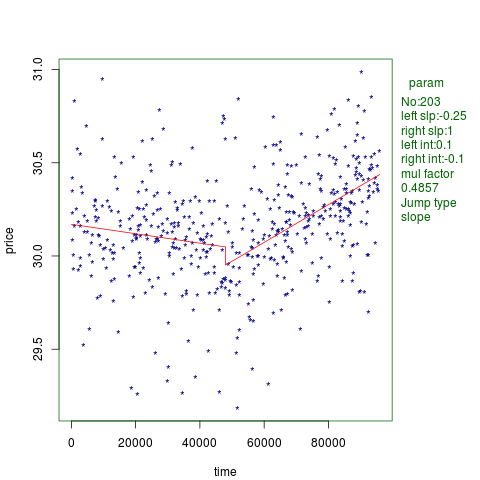 31.0
30.5
30.0
29.5
price
0
20000
40000
60000
80000
time
param
No:203
left slp:-0.25
right slp:1
left int:0.1
right int:-0.1
mul factor
0.4857
Jump type
slope